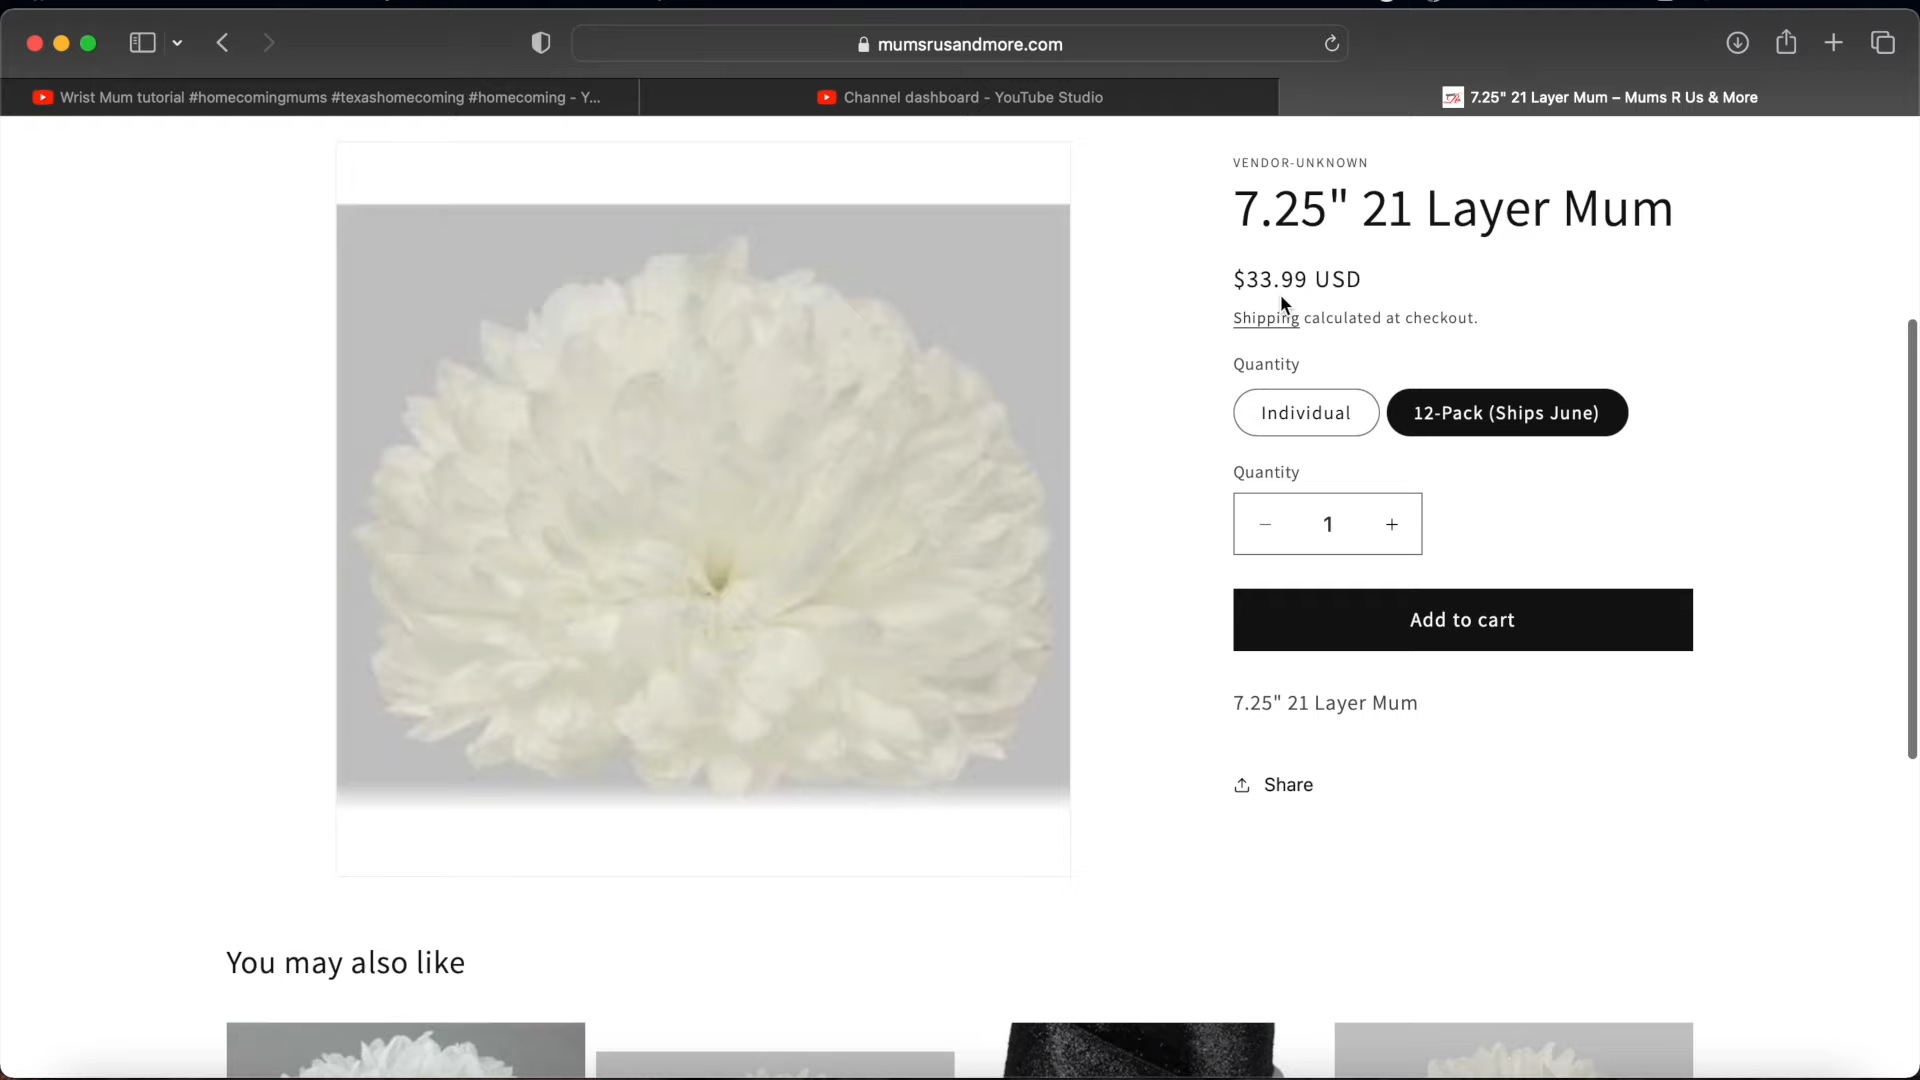 mumsrusandmore.com
Wrist Mum tutorial #homecomingmums #texashomecoming #homecoming - Y...
Channel dashboard - YouTube Studio
7.25" 21 Layer Mum – Mums R Us & More
VENDOR-UNKNOWN
7.25" 21 Layer Mum
$33.99 USD
Shipping calculated at checkout.
Quantity
Individual
12-Pack (Ships June)
Quantity
1
Add to cart
7.25" 21 Layer Mum
Share
You may also like